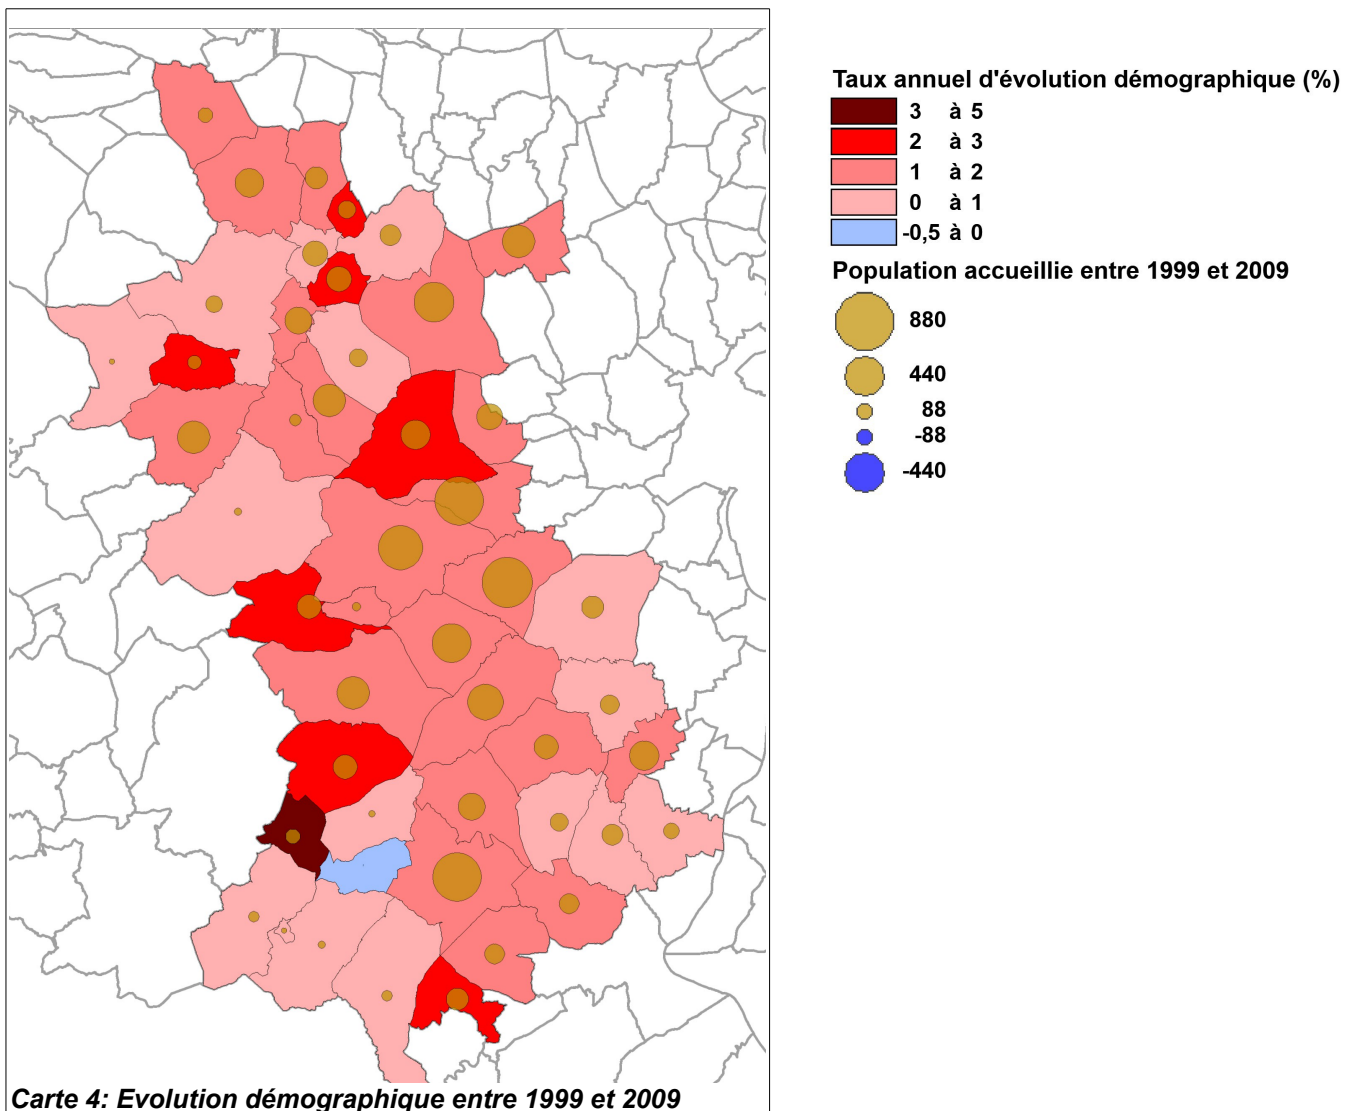 Taux annuel d'évolution démographique (%)
3 à 5
2 à 3
1 à 2
0 à 1
-0,5 à 0
Population accueillie entre 1999 et 2009
880
440
88
-88
-440
Carte 4: Evolution démographique entre 1999 et 2009